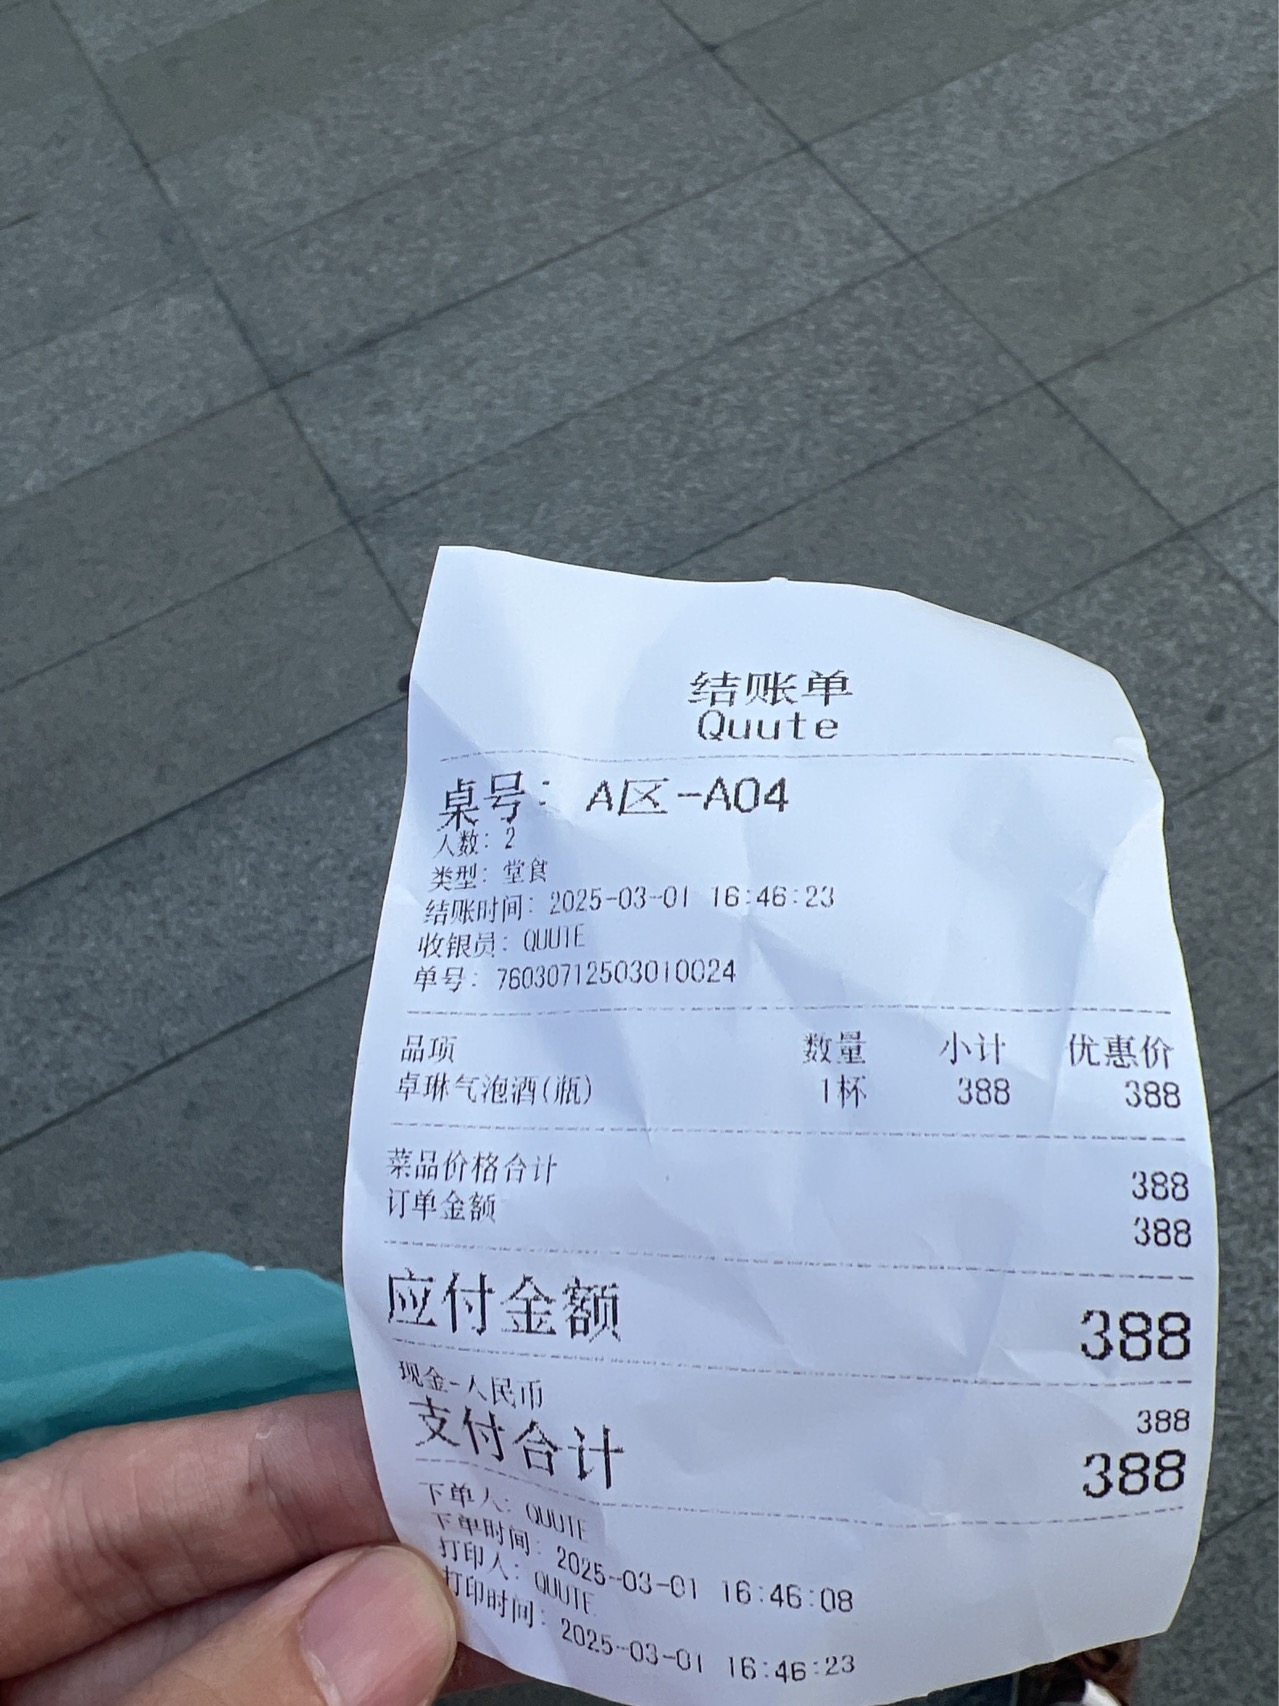 结账单
Quute
桌号: A区-A04
人数: 2
类型: 堂食
结账时间: 2025-03-01 16:46:23
收银员: QUUTE
单号: 76030712503010024
品项 数量 小计 优惠价
卓琳气泡酒(瓶) 1杯 388 388
菜品价格合计 388
订单金额 388
应付金额 388
现金-人民币 388
支付合计 388
下单人: QUUTE
下单时间: 2025-03-01 16:46:08
打印人: QUUTE
打印时间: 2025-03-01 16:46:23